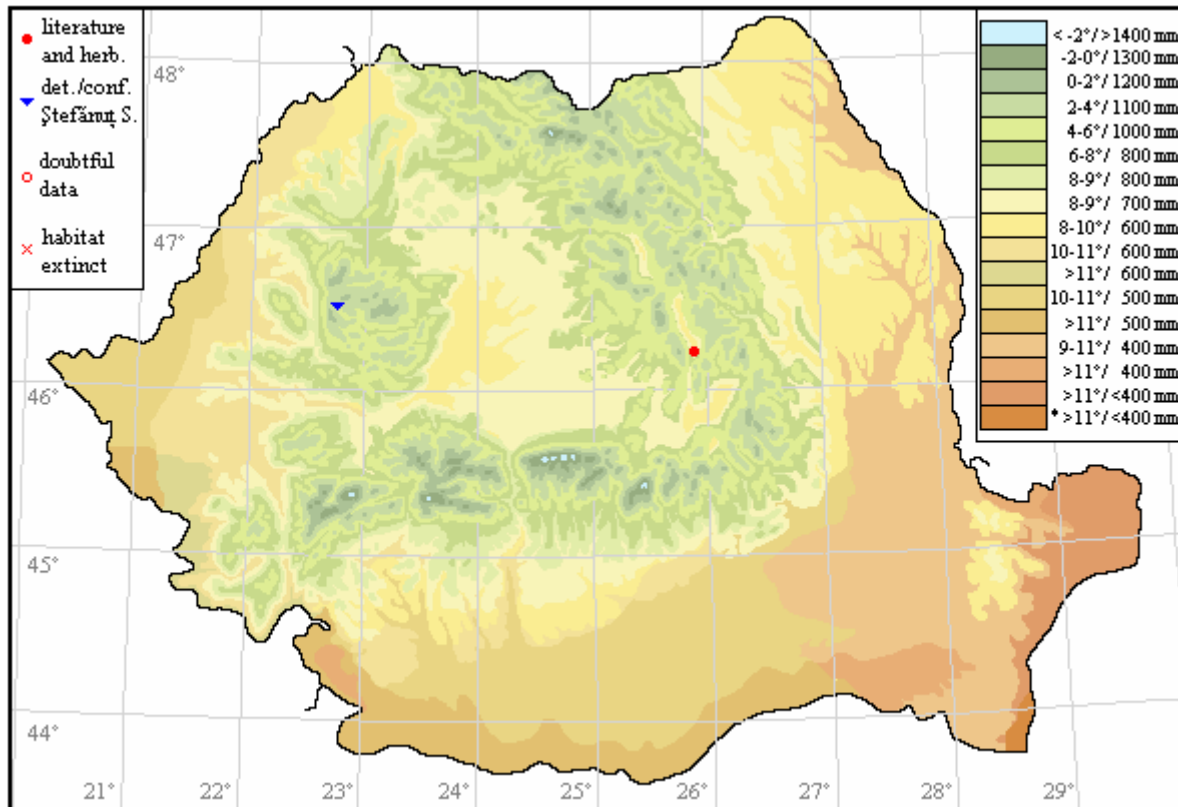 literature
and herb.
det./conf.
Ştefănuţ S.
doubtful
data
habitat
extinct
< -2°/>1400 mm
-2-0°/1300 mm
0-2°/1200 mm
2-4°/1100 mm
4-6°/1000 mm
6-8°/ 800 mm
8-9°/ 800 mm
8-9°/ 700 mm
8-10°/ 600 mm
10-11°/ 600 mm
>11°/ 600 mm
10-11°/ 500 mm
>11°/ 500 mm
9-11°/ 400 mm
>11°/ 400 mm
>11°/<400 mm
* >11°/<400 mm
48°
47°
46°
45°
44°
21° 22° 23° 24° 25° 26° 27° 28° 29°